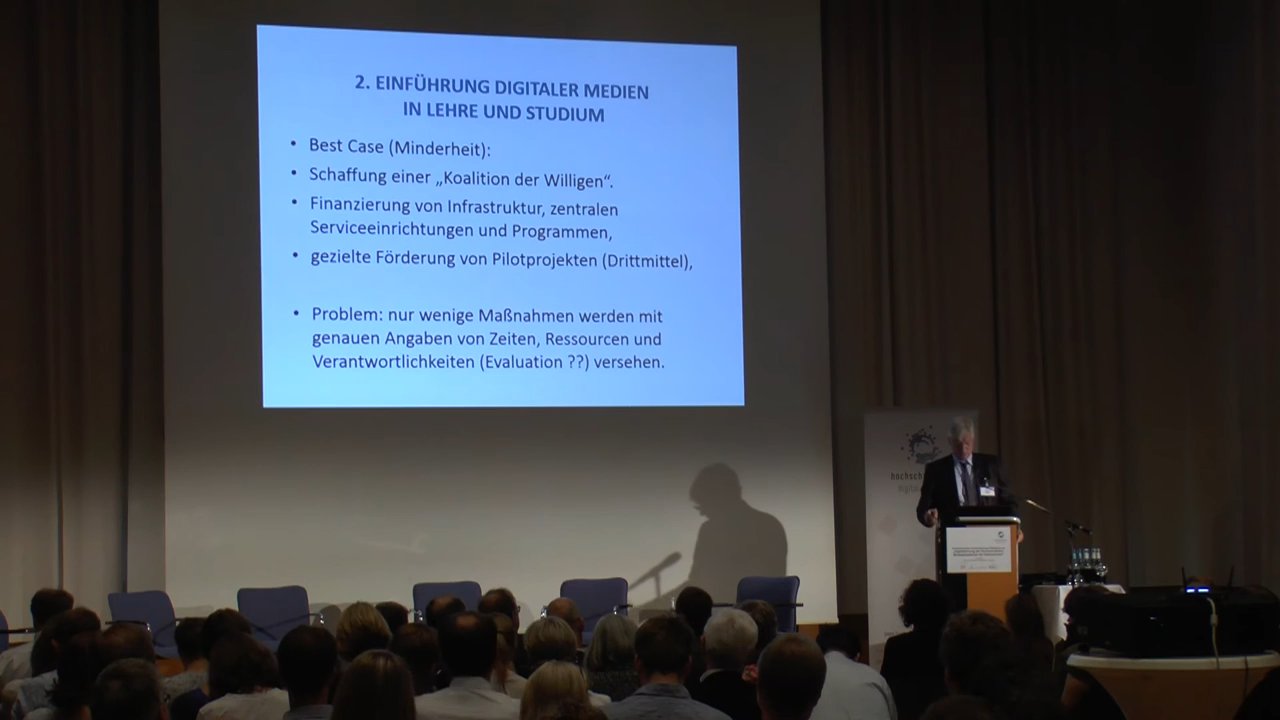 2. EINFÜHRUNG DIGITALER MEDIEN
IN LEHRE UND STUDIUM
• Best Case (Minderheit):
• Schaffung einer „Koalition der Willigen“.
• Finanzierung von Infrastruktur, zentralen
Serviceeinrichtungen und Programmen,
• gezielte Förderung von Pilotprojekten (Drittmittel),
• Problem: nur wenige Maßnahmen werden mit
genauen Angaben von Zeiten, Ressourcen und
Verantwortlichkeiten (Evaluation ??) versehen.